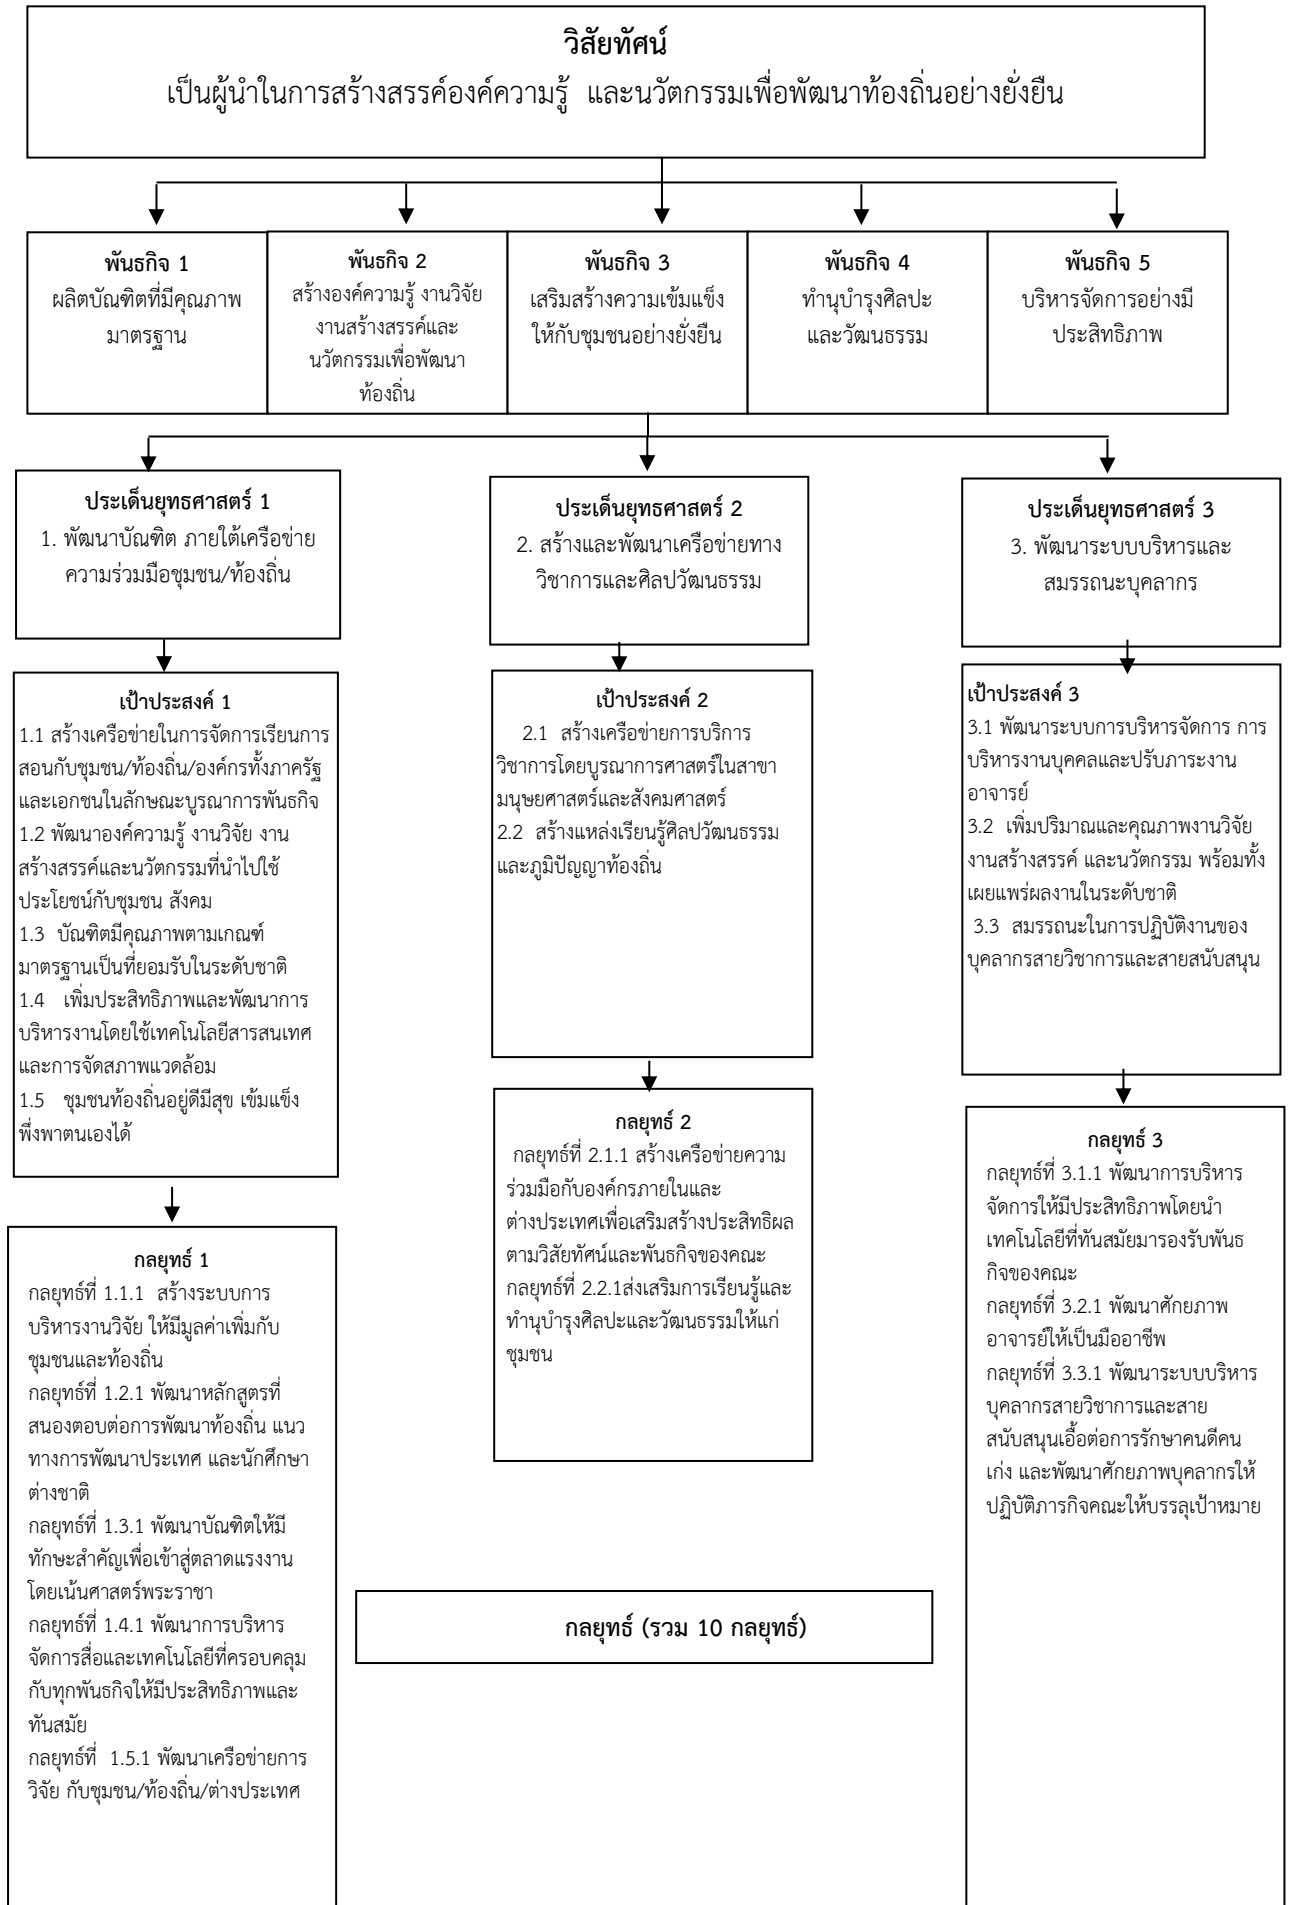 วิสัยทัศน์
เป็นผู้นำในการสร้างสรรค์องค์ความรู้ และนวัตกรรมเพื่อพัฒนาท้องถิ่นอย่างยั่งยืน
พันธกิจ 1
ผลิตบัณฑิตที่มีคุณภาพ
มาตรฐาน
พันธกิจ 2
สร้างองค์ความรู้ งานวิจัย
งานสร้างสรรค์และ
นวัตกรรมเพื่อพัฒนา
ท้องถิ่น
พันธกิจ 3
เสริมสร้างความเข้มแข็ง
ให้กับชุมชนอย่างยั่งยืน
พันธกิจ 4
ทำนุบำรุงศิลปะ
และวัฒนธรรม
พันธกิจ 5
บริหารจัดการอย่างมี
ประสิทธิภาพ
ประเด็นยุทธศาสตร์ 1
1. พัฒนาบัณฑิต ภายใต้เครือข่าย
ความร่วมมือชุมชน/ท้องถิ่น
ประเด็นยุทธศาสตร์ 2
2. สร้างและพัฒนาเครือข่ายทาง
วิชาการและศิลปวัฒนธรรม
ประเด็นยุทธศาสตร์ 3
3. พัฒนาระบบบริหารและ
สมรรถนะบุคลากร
เป้าประสงค์ 1
1.1 สร้างเครือข่ายในการจัดการเรียนการ
สอนกับชุมชน/ท้องถิ่น/องค์กรทั้งภาครัฐ
และเอกชนในลักษณะบูรณาการพันธกิจ
1.2 พัฒนาองค์ความรู้ งานวิจัย งาน
สร้างสรรค์และนวัตกรรมที่นำไปใช้
ประโยชน์กับชุมชน สังคม
1.3 บัณฑิตมีคุณภาพตามเกณฑ์
มาตรฐานเป็นที่ยอมรับในระดับชาติ
1.4 เพิ่มประสิทธิภาพและพัฒนาการ
บริหารงานโดยใช้เทคโนโลยีสารสนเทศ
และการจัดสภาพแวดล้อม
1.5 ชุมชนท้องถิ่นอยู่ดีมีสุข เข้มแข็ง
พึ่งพาตนเองได้
เป้าประสงค์ 2
2.1 สร้างเครือข่ายการบริการ
วิชาการโดยบูรณาการศาสตร์ในสาขา
มนุษยศาสตร์และสังคมศาสตร์
2.2 สร้างแหล่งเรียนรู้ศิลปวัฒนธรรม
และภูมิปัญญาท้องถิ่น
เป้าประสงค์ 3
3.1 พัฒนาระบบการบริหารจัดการ การ
บริหารงานบุคคลและปรับภาระงาน
อาจารย์
3.2 เพิ่มปริมาณและคุณภาพงานวิจัย
งานสร้างสรรค์ และนวัตกรรม พร้อมทั้ง
เผยแพร่ผลงานในระดับชาติ
3.3 สมรรถนะในการปฏิบัติงานของ
บุคลากรสายวิชาการและสายสนับสนุน
กลยุทธ์ 1
กลยุทธ์ที่ 1.1.1 สร้างระบบการ
บริหารงานวิจัย ให้มีมูลค่าเพิ่มกับ
ชุมชนและท้องถิ่น
กลยุทธ์ที่ 1.2.1 พัฒนาหลักสูตรที่
สนองตอบต่อการพัฒนาท้องถิ่น แนว
ทางการพัฒนาประเทศ และนักศึกษา
ต่างชาติ
กลยุทธ์ที่ 1.3.1 พัฒนาบัณฑิตให้มี
ทักษะสำคัญเพื่อเข้าสู่ตลาดแรงงาน
โดยเน้นศาสตร์พระราชา
กลยุทธ์ที่ 1.4.1 พัฒนาการบริหาร
จัดการสื่อและเทคโนโลยีที่ครอบคลุม
กับทุกพันธกิจให้มีประสิทธิภาพและ
ทันสมัย
กลยุทธ์ที่ 1.5.1 พัฒนาเครือข่ายการ
วิจัย กับชุมชน/ท้องถิ่น/ต่างประเทศ
กลยุทธ์ 2
กลยุทธ์ที่ 2.1.1 สร้างเครือข่ายความ
ร่วมมือกับองค์กรภายในและ
ต่างประเทศเพื่อเสริมสร้างประสิทธิผล
ตามวิสัยทัศน์และพันธกิจของคณะ
กลยุทธ์ที่ 2.2.1ส่งเสริมการเรียนรู้และ
ทำนุบำรุงศิลปะและวัฒนธรรมให้แก่
ชุมชน
กลยุทธ์ 3
กลยุทธ์ที่ 3.1.1 พัฒนาการบริหาร
จัดการให้มีประสิทธิภาพโดยนำ
เทคโนโลยีที่ทันสมัยมารองรับพันธ
กิจของคณะ
กลยุทธ์ที่ 3.2.1 พัฒนาศักยภาพ
อาจารย์ให้เป็นมืออาชีพ
กลยุทธ์ที่ 3.3.1 พัฒนาระบบบริหาร
บุคลากรสายวิชาการและสาย
สนับสนุนเอื้อต่อการรักษาคนดีคน
เก่ง และพัฒนาศักยภาพบุคลากรให้
ปฏิบัติภารกิจคณะให้บรรลุเป้าหมาย
กลยุทธ์ (รวม 10 กลยุทธ์)